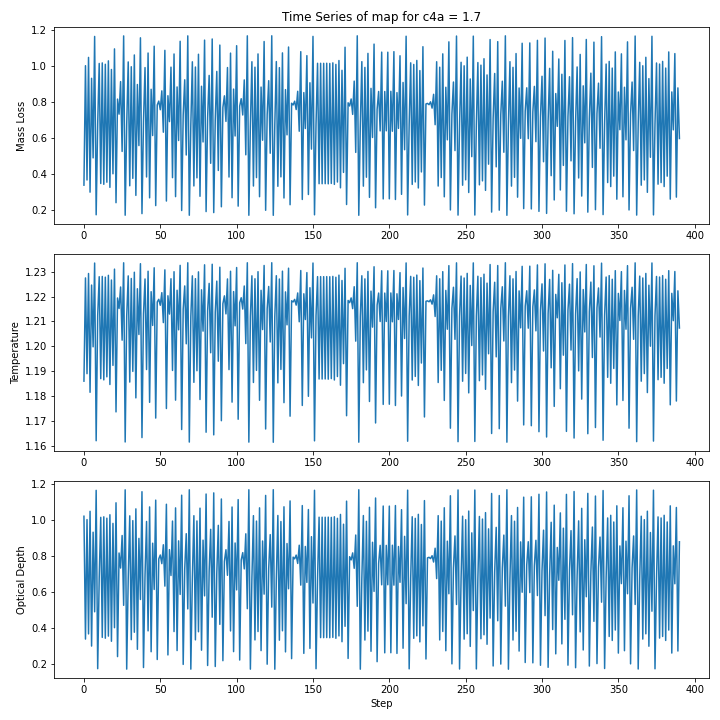 Time Series of map for c4a = 1.7
1.2
1.0
0.8
0.6
0.4
0.2
Mass Loss
0 50 100 150 200 250 300 350 400
1.23
1.22
1.21
1.20
1.19
1.18
1.17
1.16
Temperature
0 50 100 150 200 250 300 350 400
1.2
1.0
0.8
0.6
0.4
0.2
Optical Depth
0 50 100 150 200 250 300 350 400
Step